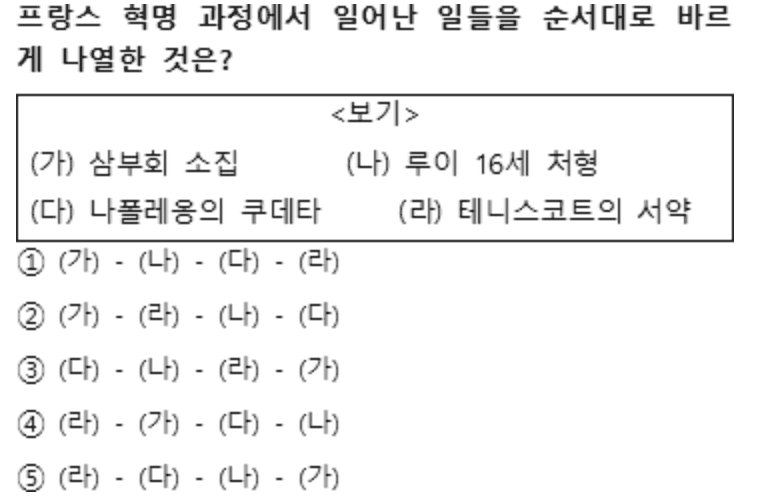 프랑스 혁명 과정에서 일어난 일들을 순서대로 바르
게 나열한 것은?
<보기>
(가) 삼부회 소집 (나) 루이 16세 처형
(다) 나폴레옹의 쿠데타 (라) 테니스코트의 서약
① (가) - (나) - (다) - (라)
② (가) - (라) - (나) - (다)
③ (다) - (나) - (라) - (가)
④ (라) - (가) - (다) - (나)
⑤ (라) - (다) - (나) - (가)